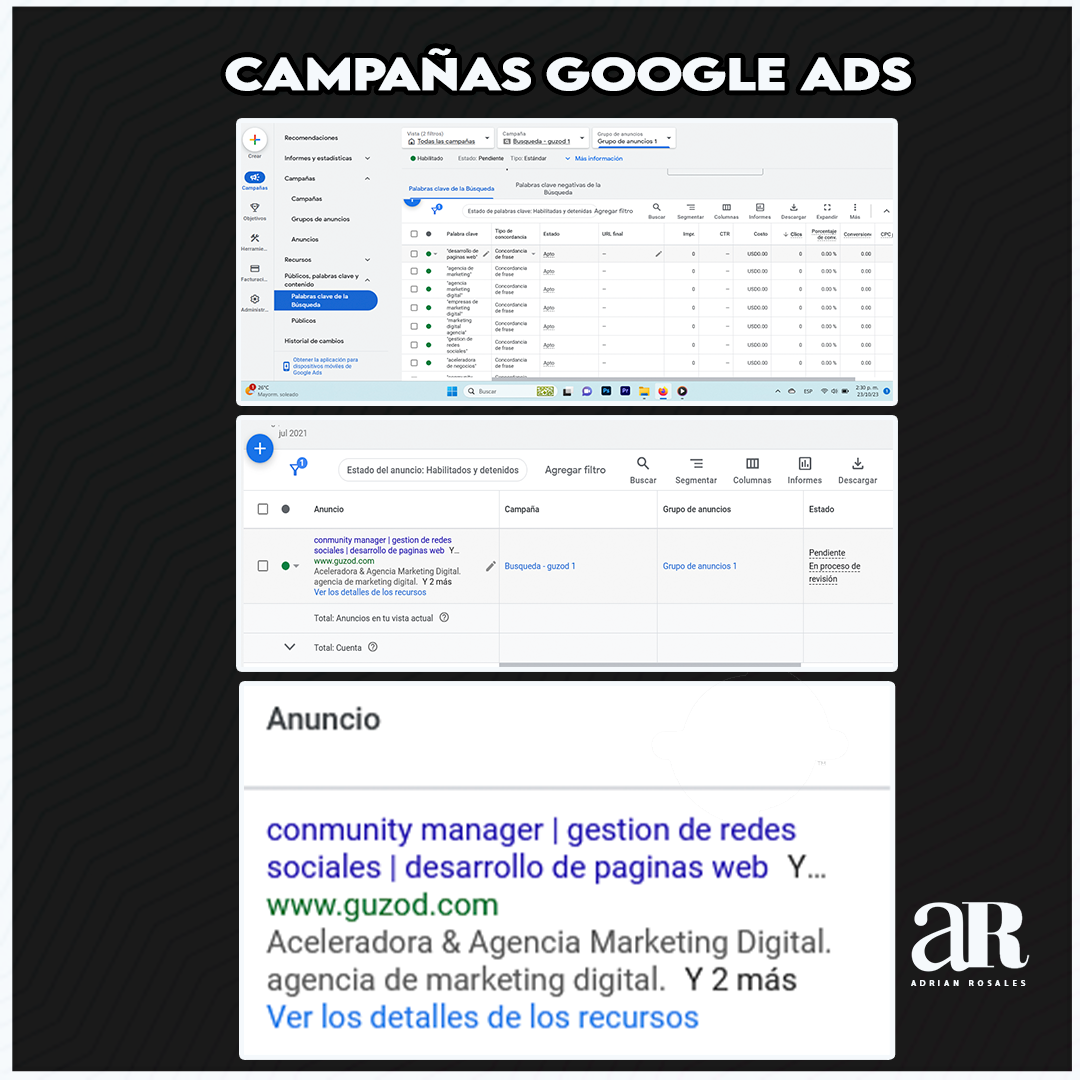 CAMPAÑAS GOOGLE ADS
Crear
Campañas
Objetivos
Herramie...
Facturaci...
Administr...
Recomendaciones
Informes y estadísticas
Campañas
Campañas
Grupos de anuncios
Anuncios
Recursos
Públicos, palabras clave y
contenido
Palabras clave de la
Búsqueda
Públicos
Historial de cambios
Obtener la aplicación para
dispositivos móviles de
Google Ads
Vista (2 filtros)
Todas las campañas
Campaña
Busqueda - guzod 1
Grupo de anuncios
Grupo de anuncios 1
Habilitado Estado: Pendiente Tipo: Estándar Más información
Palabras clave de la Búsqueda
Palabras clave negativas de la
Búsqueda
1
Estado de palabras clave: Habilitadas y detenidas Agregar filtro
Buscar Segmentar Columnas Informes Descargar Expandir Más
Palabra clave Tipo de concordancia Estado URL final Impr. CTR Costo Clics Porcentaje de conv. Conversion CPC
"desarrollo de paginas web" Concordancia de frase Apto – 0 – USD0.00 0 0.00 % 0.00
"agencia de marketing" Concordancia de frase Apto – 0 – USD0.00 0 0.00 % 0.00
"agencia marketing digital" Concordancia de frase Apto – 0 – USD0.00 0 0.00 % 0.00
"empresas de marketing digital" Concordancia de frase Apto – 0 – USD0.00 0 0.00 % 0.00
"marketing digital agencia" Concordancia de frase Apto – 0 – USD0.00 0 0.00 % 0.00
"gestion de redes sociales" Concordancia de frase Apto – 0 – USD0.00 0 0.00 % 0.00
"aceleradora de negocios" Concordancia de frase Apto – 0 – USD0.00 0 0.00 % 0.00
26°C
Mayorm. soleado
Buscar
ESP
2:30 p. m.
23/10/23
jul 2021
1
Estado del anuncio: Habilitados y detenidos Agregar filtro
Buscar Segmentar Columnas Informes Descargar
Anuncio Campaña Grupo de anuncios Estado
conmunity manager | gestion de redes
sociales | desarrollo de paginas web Y...
www.guzod.com
Aceleradora & Agencia Marketing Digital.
agencia de marketing digital. Y 2 más
Ver los detalles de los recursos
Busqueda - guzod 1
Grupo de anuncios 1
Pendiente
En proceso de
revisión
Total: Anuncios en tu vista actual
Total: Cuenta
Anuncio
TM
conmunity manager | gestion de redes
sociales | desarrollo de paginas web Y...
www.guzod.com
Aceleradora & Agencia Marketing Digital.
agencia de marketing digital. Y 2 más
Ver los detalles de los recursos
aR
ADRIAN ROSALES